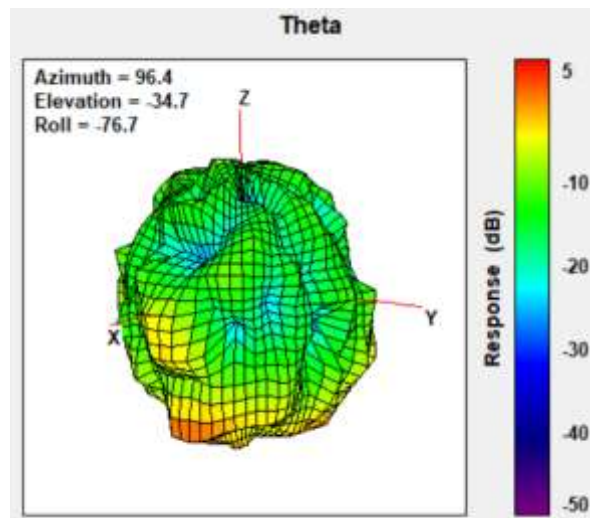 Theta
Azimuth = 96.4
Elevation = -34.7
Roll = -76.7
Z
Y
X
5
-10
-20
-30
-40
-50
Response (dB)